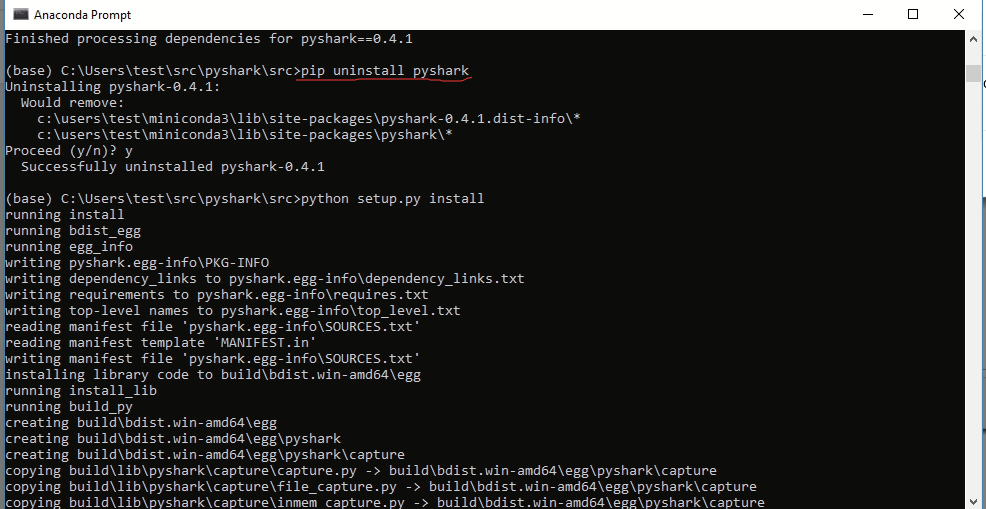 Anaconda Prompt
Finished processing dependencies for pyshark==0.4.1
(base) C:\Users\test\src\pyshark\src>pip uninstall pyshark
Uninstalling pyshark-0.4.1:
  Would remove:
    c:\users\test\miniconda3\lib\site-packages\pyshark-0.4.1.dist-info\*
    c:\users\test\miniconda3\lib\site-packages\pyshark\*
Proceed (y/n)? y
  Successfully uninstalled pyshark-0.4.1
(base) C:\Users\test\src\pyshark\src>python setup.py install
running install
running bdist_egg
running egg_info
writing pyshark.egg-info\PKG-INFO
writing dependency_links to pyshark.egg-info\dependency_links.txt
writing requirements to pyshark.egg-info\requires.txt
writing top-level names to pyshark.egg-info\top_level.txt
reading manifest file 'pyshark.egg-info\SOURCES.txt'
reading manifest template 'MANIFEST.in'
writing manifest file 'pyshark.egg-info\SOURCES.txt'
installing library code to build\bdist.win-amd64\egg
running install_lib
running build_py
creating build\bdist.win-amd64\egg
creating build\bdist.win-amd64\egg\pyshark
creating build\bdist.win-amd64\egg\pyshark\capture
copying build\lib\pyshark\capture\capture.py -> build\bdist.win-amd64\egg\pyshark\capture
copying build\lib\pyshark\capture\file_capture.py -> build\bdist.win-amd64\egg\pyshark\capture
copying build\lib\pyshark\capture\inmem_capture.py -> build\bdist.win-amd64\egg\pyshark\capture